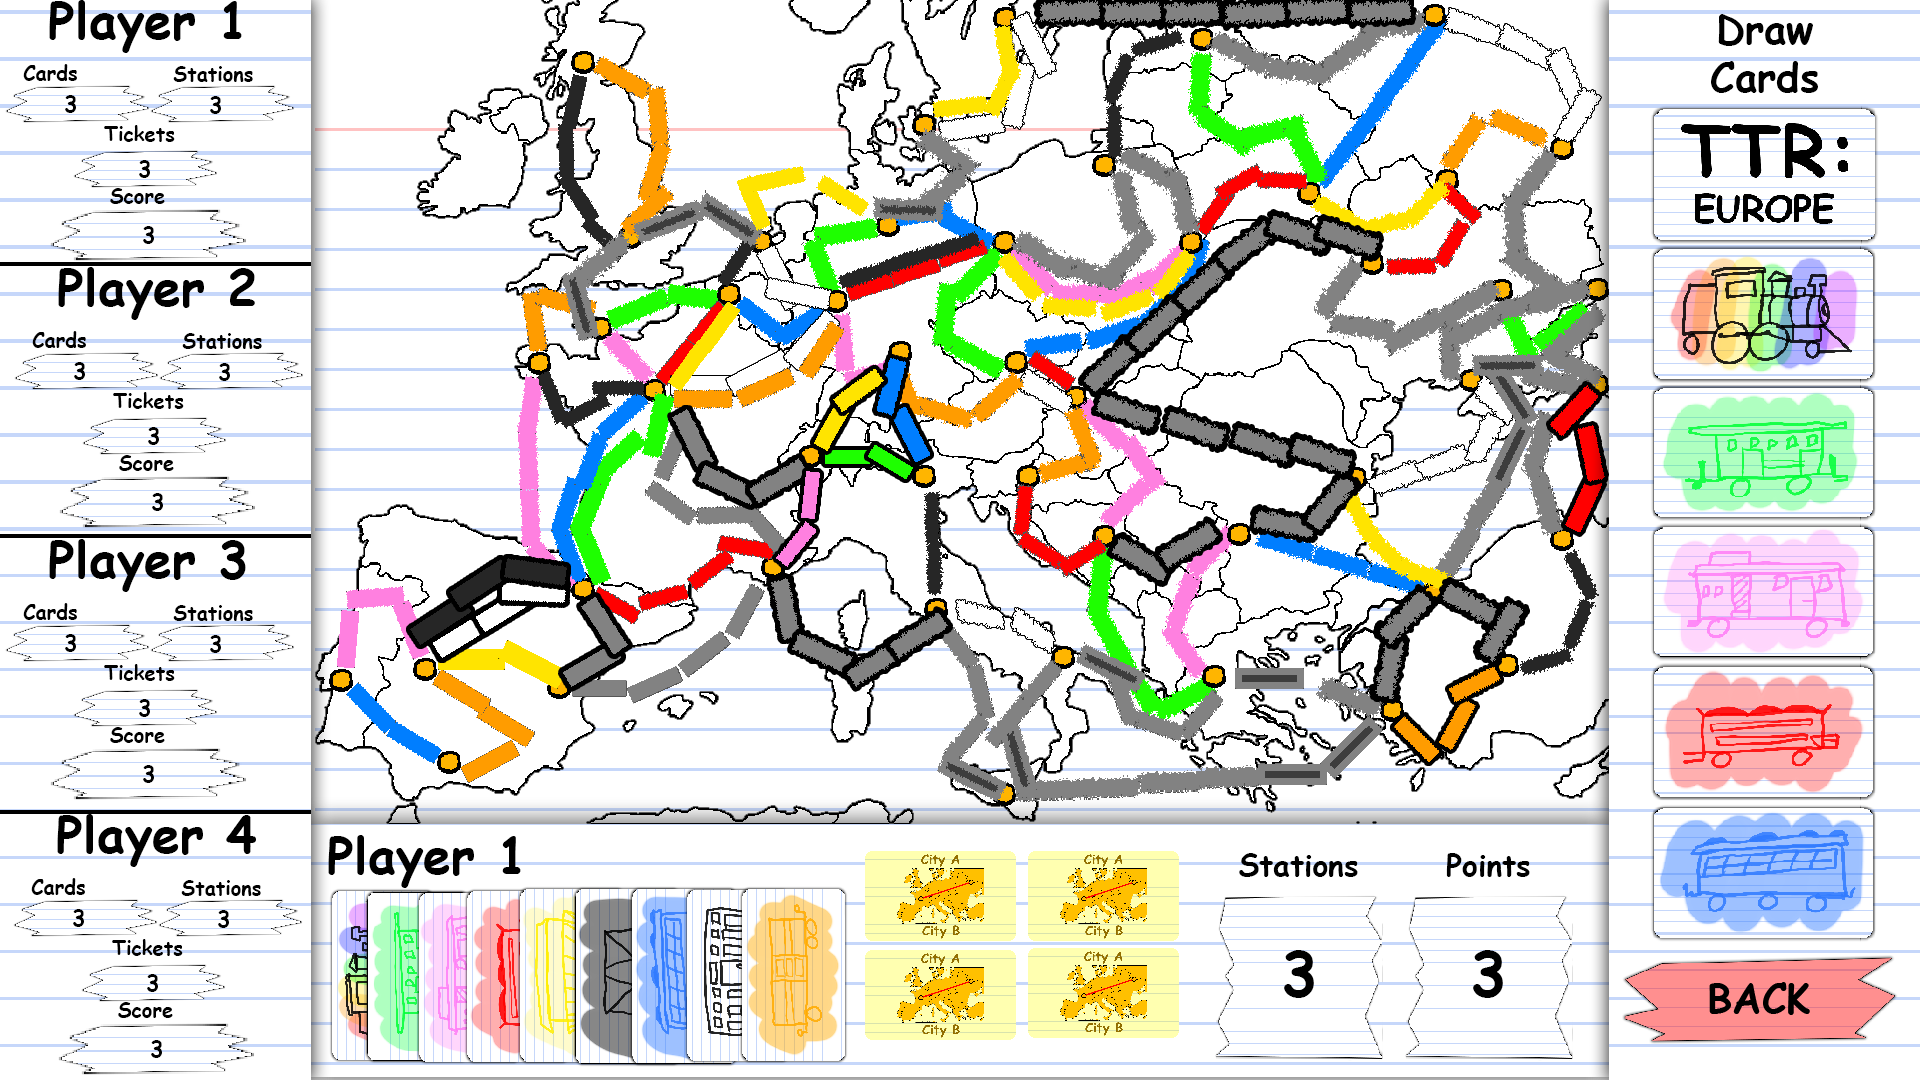 Player 1
Cards
Stations
3
3
Tickets
3
Score
3
Player 2
Cards
Stations
3
3
Tickets
3
Score
3
Player 3
Cards
Stations
3
3
Tickets
3
Score
3
Player 4
Cards
Stations
3
3
Tickets
3
Score
3
Player 1
City A
City B
City A
City B
City A
City B
City A
City B
Stations
3
Points
3
Draw
Cards
TTR:
EUROPE
BACK